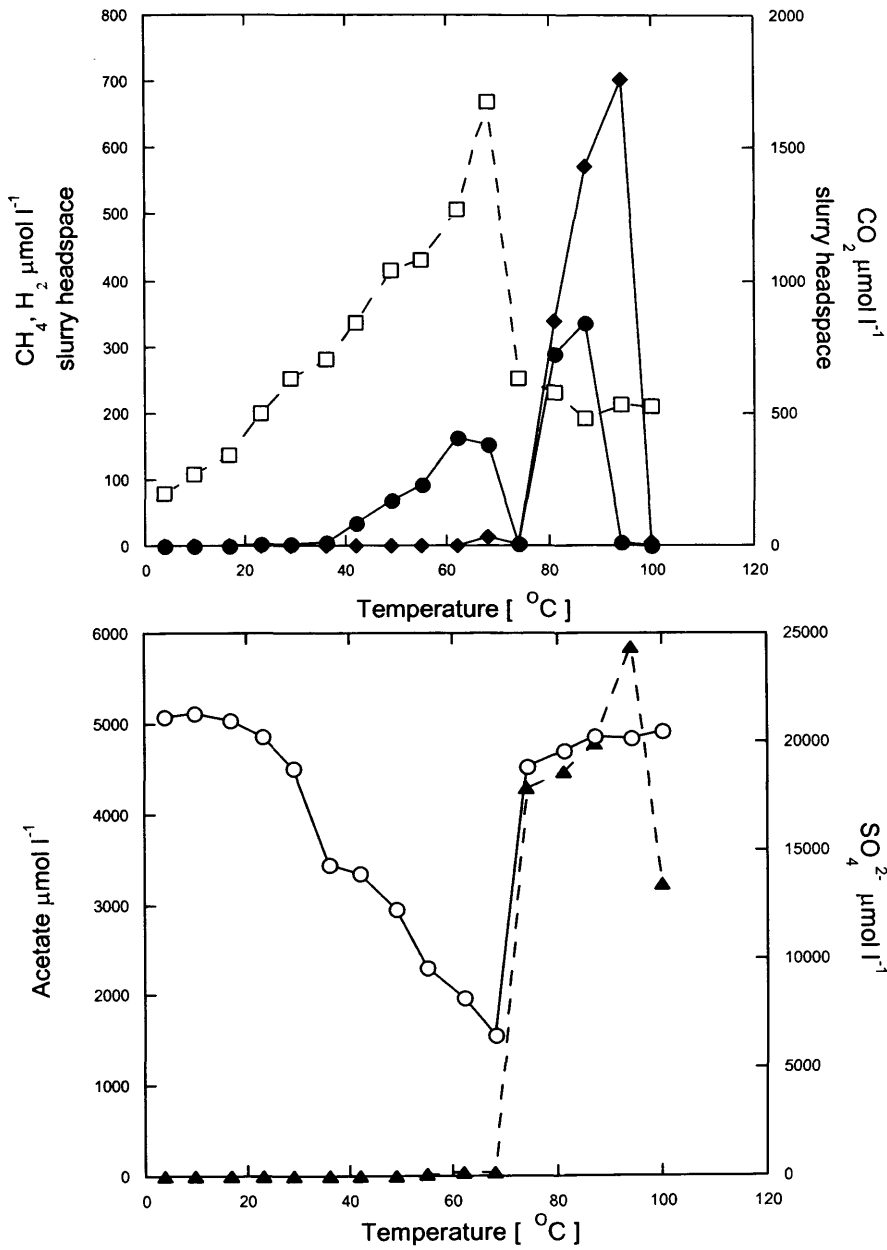 800
700
600
500
400
300
200
100
0
CH4, H2 µmol l-1
slurry headspace
2000
1500
1000
500
0
CO2 µmol l-1
slurry headspace
0 20 40 60 80 100 120
Temperature [ °C ]
6000
5000
4000
3000
2000
1000
0
Acetate µmol l-1
25000
20000
15000
10000
5000
0
SO4 2- µmol l-1
0 20 40 60 80 100 120
Temperature [ °C ]